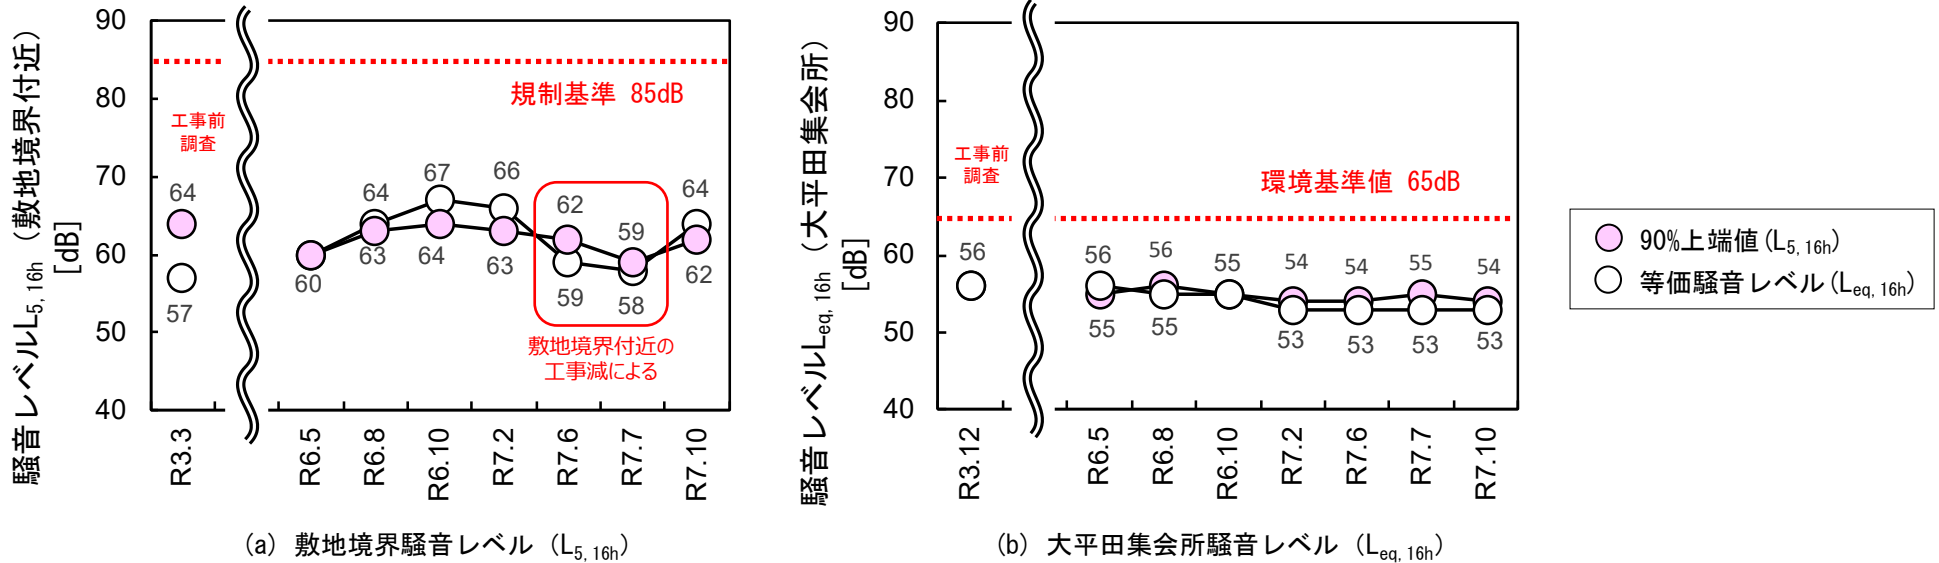 騒音レベルL5,16h（敷地境界付近）
[dB]
90
80
70
60
50
40
規制基準 85dB
工事前
調査
64
57
60
64
63
67
64
66
63
62
59
59
58
64
62
敷地境界付近の
工事減による
R3.3
R6.5
R6.8
R6.10
R7.2
R7.6
R7.7
R7.10
(a) 敷地境界騒音レベル（L5,16h）
騒音レベルLeq,16h（大平田集会所）
[dB]
90
80
70
60
50
40
工事前
調査
環境基準値 65dB
56
56
55
56
55
55
54
53
54
53
55
53
54
53
R3.12
R6.5
R6.8
R6.10
R7.2
R7.6
R7.7
R7.10
(b) 大平田集会所騒音レベル（Leq,16h）
90%上端値(L5,16h)
等価騒音レベル(Leq,16h)